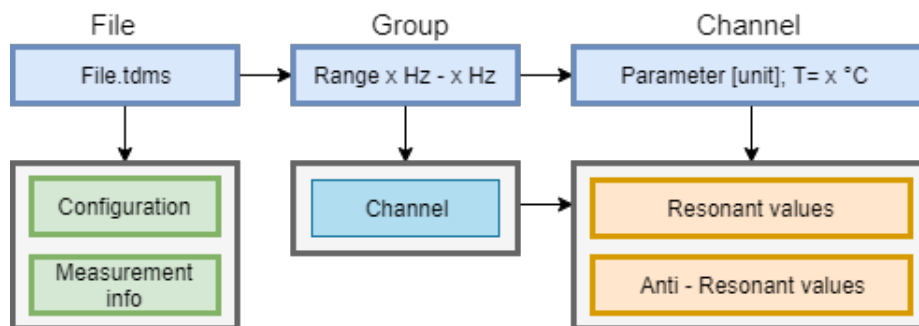 File
Group
Channel
File.tdms
Range x Hz - x Hz
Parameter [unit]; T= x °C
Configuration
Channel
Resonant values
Measurement
info
Anti - Resonant values